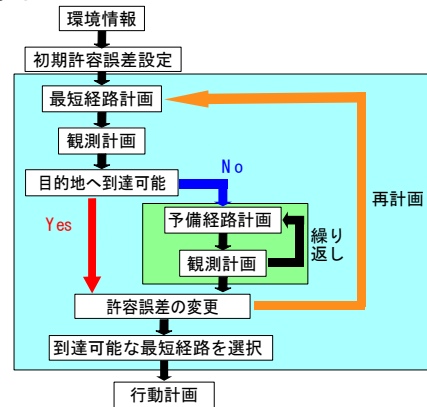 環境情報
初期許容誤差設定
最短経路計画
観測計画
目的地へ到達可能
No
Yes
予備経路計画
観測計画
繰り
返し
再計画
許容誤差の変更
到達可能な最短経路を選択
行動計画